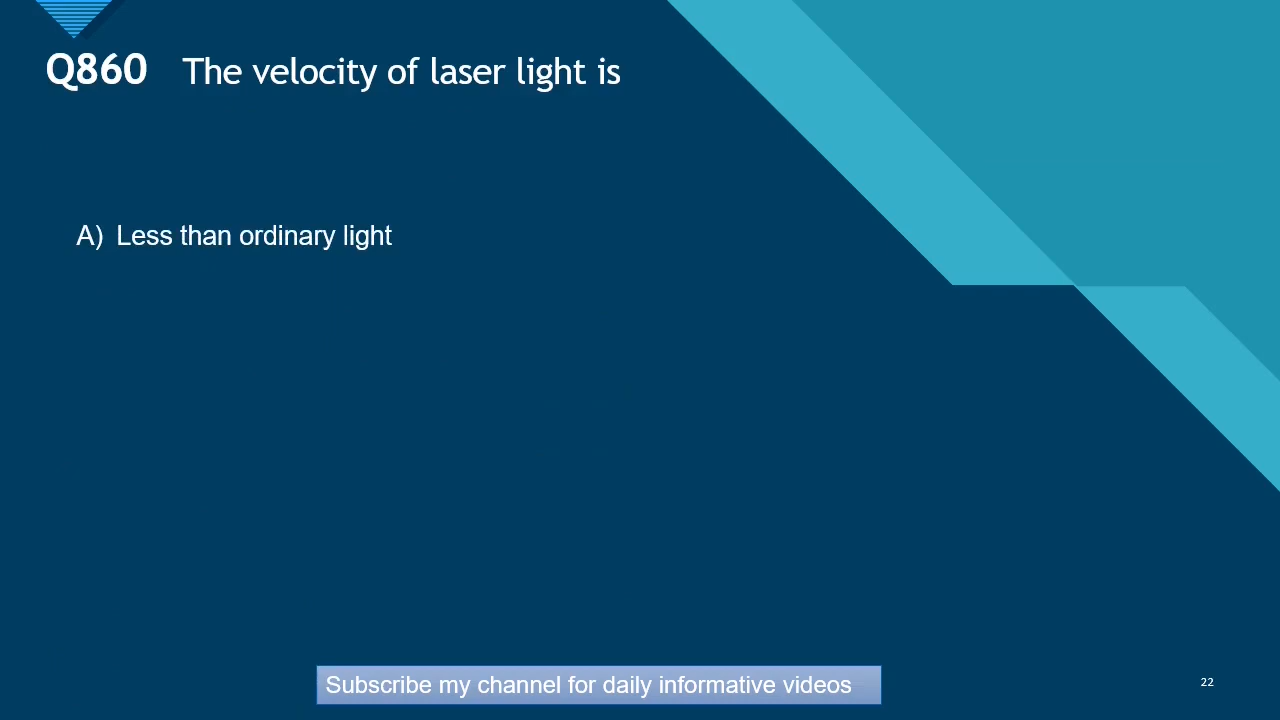 Q860 The velocity of laser light is
A) Less than ordinary light
Subscribe my channel for daily informative videos
22